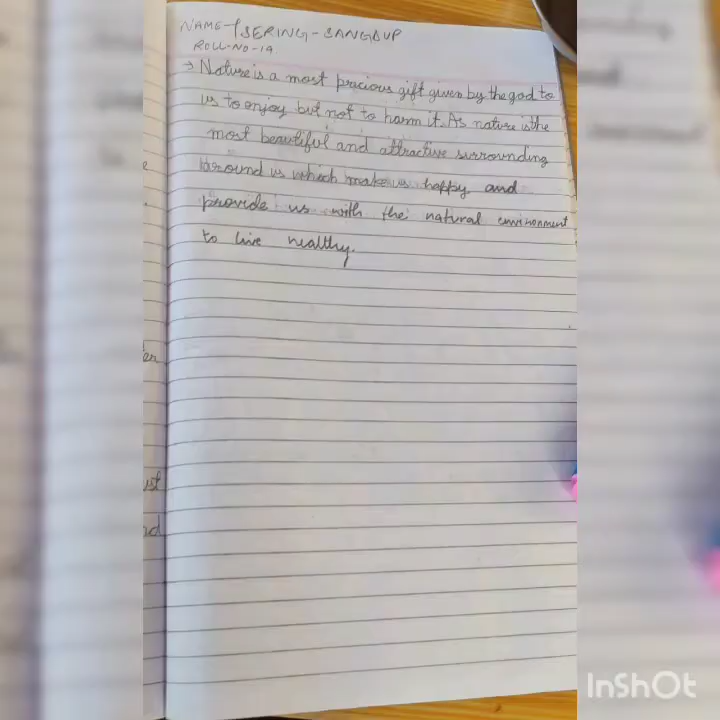 NAME - TSERING - SANGDUP
ROLL-NO-19
→ Nature is a most pracious gift given by the god to
us to enjoy but not to harm it. As nature is the
most beautiful and attractive surrounding
around us which makes us happy and
provide us with the natural environment
to live healthy.
ust
InShOt